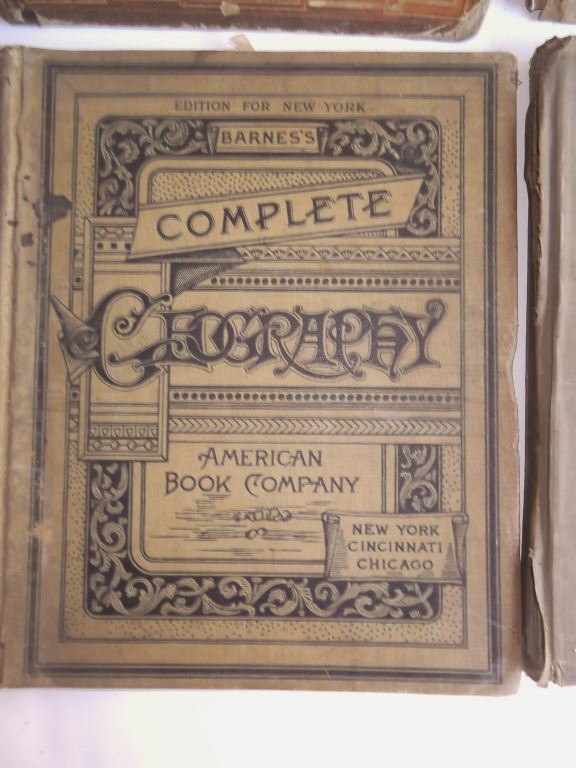 EDITION FOR NEW YORK
BARNES'S
COMPLETE
GEOGRAPHY
AMERICAN
BOOK COMPANY
NEW YORK
CINCINNATI
CHICAGO